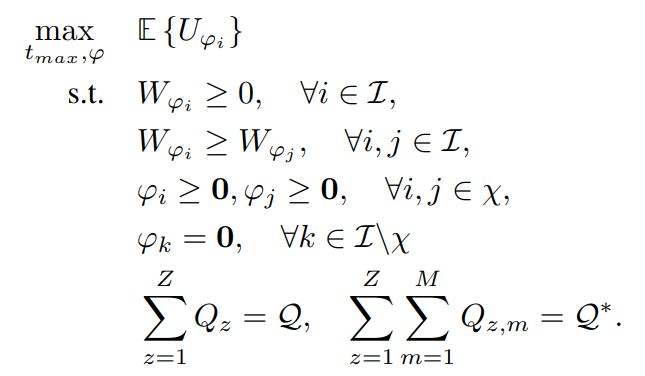 max 𝔼 {U_{φ_i}}
t_{max},φ
s.t. W_{φ_i} ≥ 0, ∀i ∈ ℐ,
W_{φ_i} ≥ W_{φ_j}, ∀i, j ∈ ℐ,
φ_i ≥ 𝟎, φ_j ≥ 𝟎, ∀i, j ∈ χ,
φ_k = 𝟎, ∀k ∈ ℐ\χ
∑_{z=1}^{Z} Q_z = 𝒬, ∑_{z=1}^{Z} ∑_{m=1}^{M} Q_{z,m} = 𝒬*.